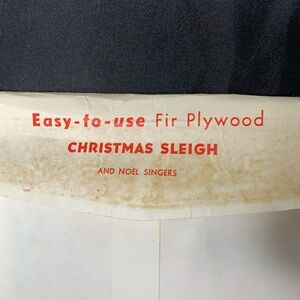 Easy-to-use Fir Plywood
CHRISTMAS SLEIGH
AND NOEL SINGERS